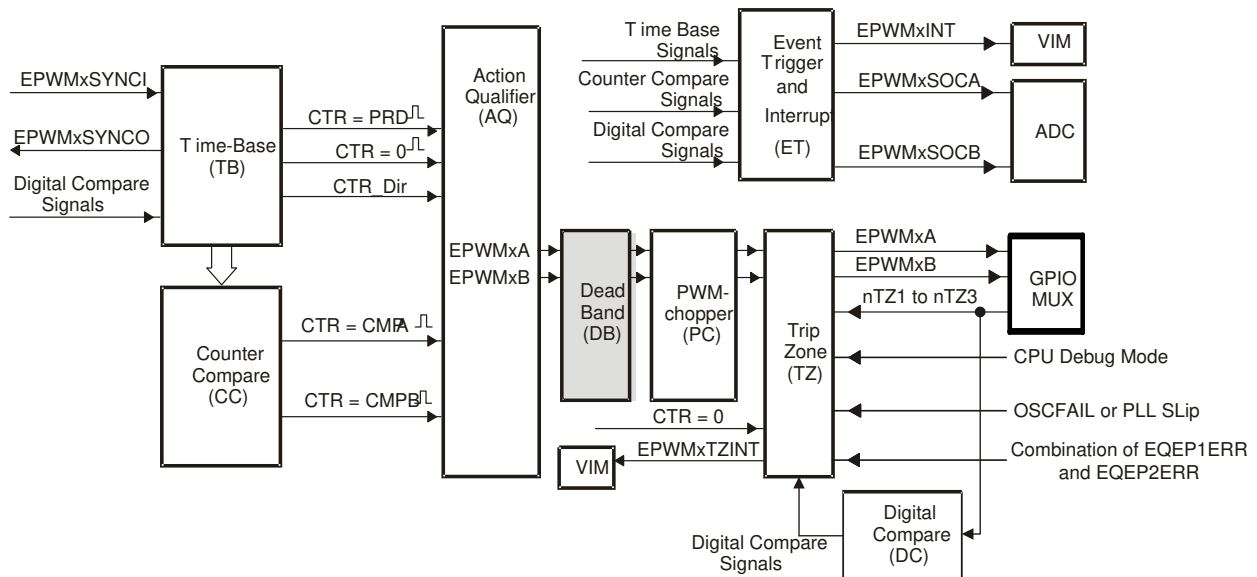 EPWMxSYNCI
EPWMxSYNCO
Digital Compare
Signals
T ime-Base
(TB)
CTR = PRD
CTR = 0
CTR_Dir
Counter
Compare
(CC)
CTR = CMPA
CTR = CMPB
Action
Qualifier
(AQ)
EPWMxA
EPWMxB
Dead
Band
(DB)
PWM-
chopper
(PC)
T ime Base
Signals
Counter Compare
Signals
Digital Compare
Signals
Event
Trigger
and
Interrupt
(ET)
EPWMxINT
EPWMxSOCA
EPWMxSOCB
VIM
ADC
Trip
Zone
(TZ)
EPWMxA
EPWMxB
nTZ1 to nTZ3
GPIO
MUX
CPU Debug Mode
OSCFAIL or PLL SLip
Combination of EQEP1ERR
and EQEP2ERR
CTR = 0
EPWMxTZINT
VIM
Digital Compare
Signals
Digital
Compare
(DC)